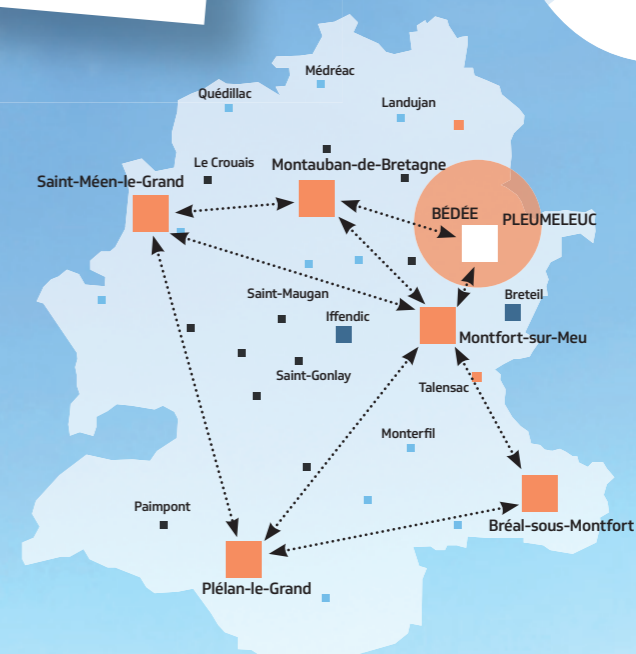 Médréac
Quédillac
Landujan
Le Crouais
Montauban-de-Bretagne
Saint-Méen-le-Grand
BÉDÉE
PLEUMELEUC
Saint-Maugan
Breteil
Iffendic
Montfort-sur-Meu
Saint-Gonlay
Talensac
Monterfil
Paimpont
Bréal-sous-Montfort
Plélan-le-Grand